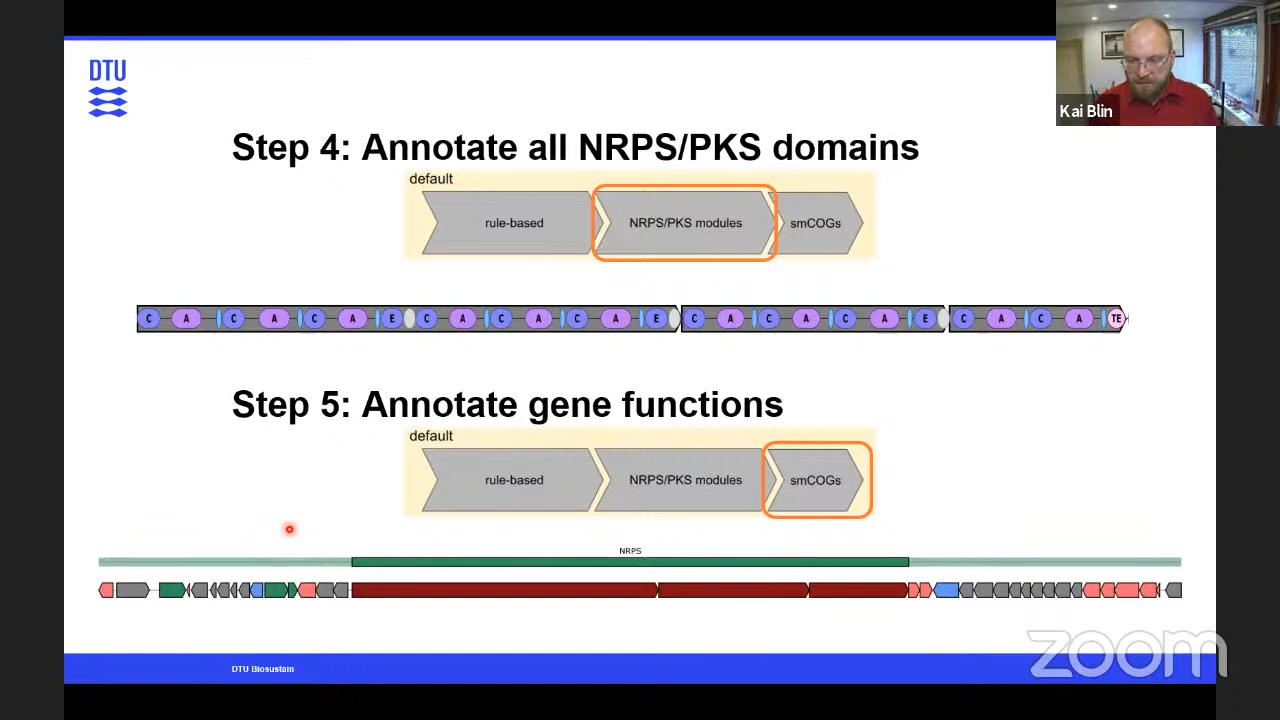 DTU
Kai Blin
Step 4: Annotate all NRPS/PKS domains
default
rule-based NRPS/PKS modules smCOGs
C A C A C A E C A C A C A E C A C A C A E C A C A TE
Step 5: Annotate gene functions
default
rule-based NRPS/PKS modules smCOGs
NRPS
zoom
DTU Biosustain